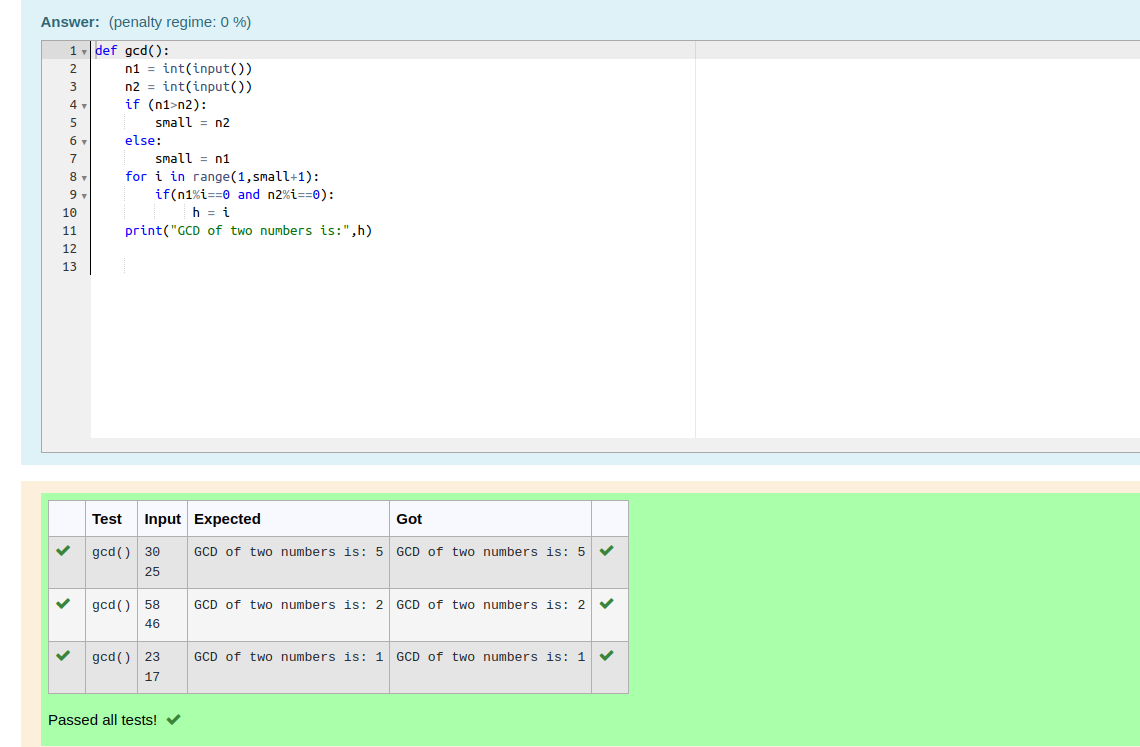 Answer: (penalty regime: 0 %)
1 def gcd():
2     n1 = int(input())
3     n2 = int(input())
4     if (n1>n2):
5         small = n2
6     else:
7         small = n1
8     for i in range(1,small+1):
9         if(n1%i==0 and n2%i==0):
10             h = i
11     print("GCD of two numbers is:",h)
12
13
Test Input Expected Got
gcd() 30 GCD of two numbers is: 5 GCD of two numbers is: 5
25
gcd() 58 GCD of two numbers is: 2 GCD of two numbers is: 2
46
gcd() 23 GCD of two numbers is: 1 GCD of two numbers is: 1
17
Passed all tests!